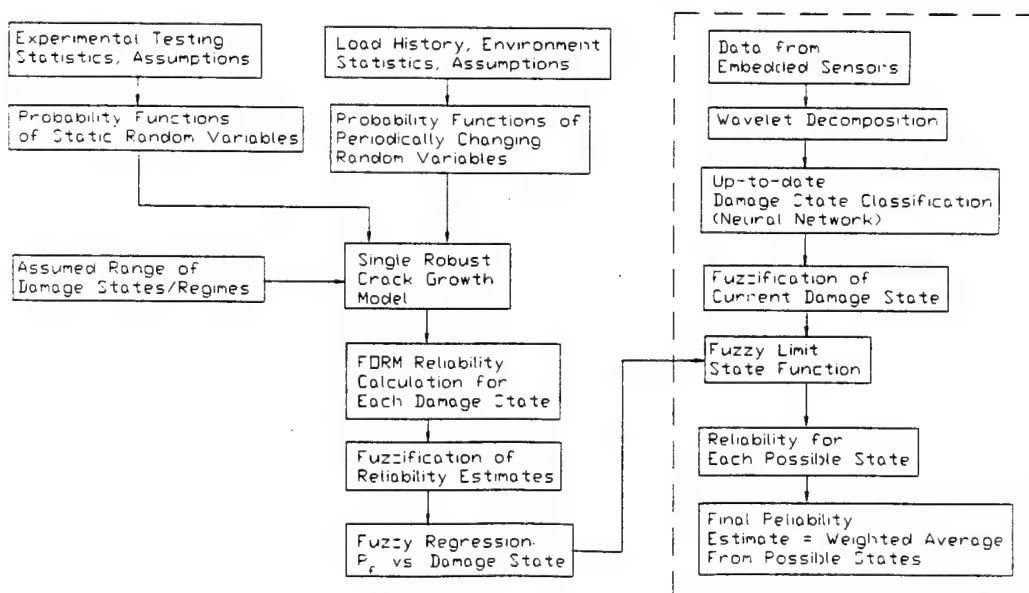 Experimental Testing
Statistics, Assumptions
Probability Functions
of Static Random Variables
Load History, Environment
Statistics, Assumptions
Probability Functions of
Periodically Changing
Random Variables
Assumed Range of
Damage States/Regimes
Single Robust
Crack Growth
Model
FORM Reliability
Calculation for
Each Damage State
Fuzzification of
Reliability Estimates
Fuzzy Regression:
Pf vs Damage State
Data from
Embedded Sensors
Wavelet Decomposition
Up-to-date
Damage State Classification
(Neural Network)
Fuzzification of
Current Damage State
Fuzzy Limit
State Function
Reliability for
Each Possible State
Final Reliability
Estimate = Weighted Average
From Possible States